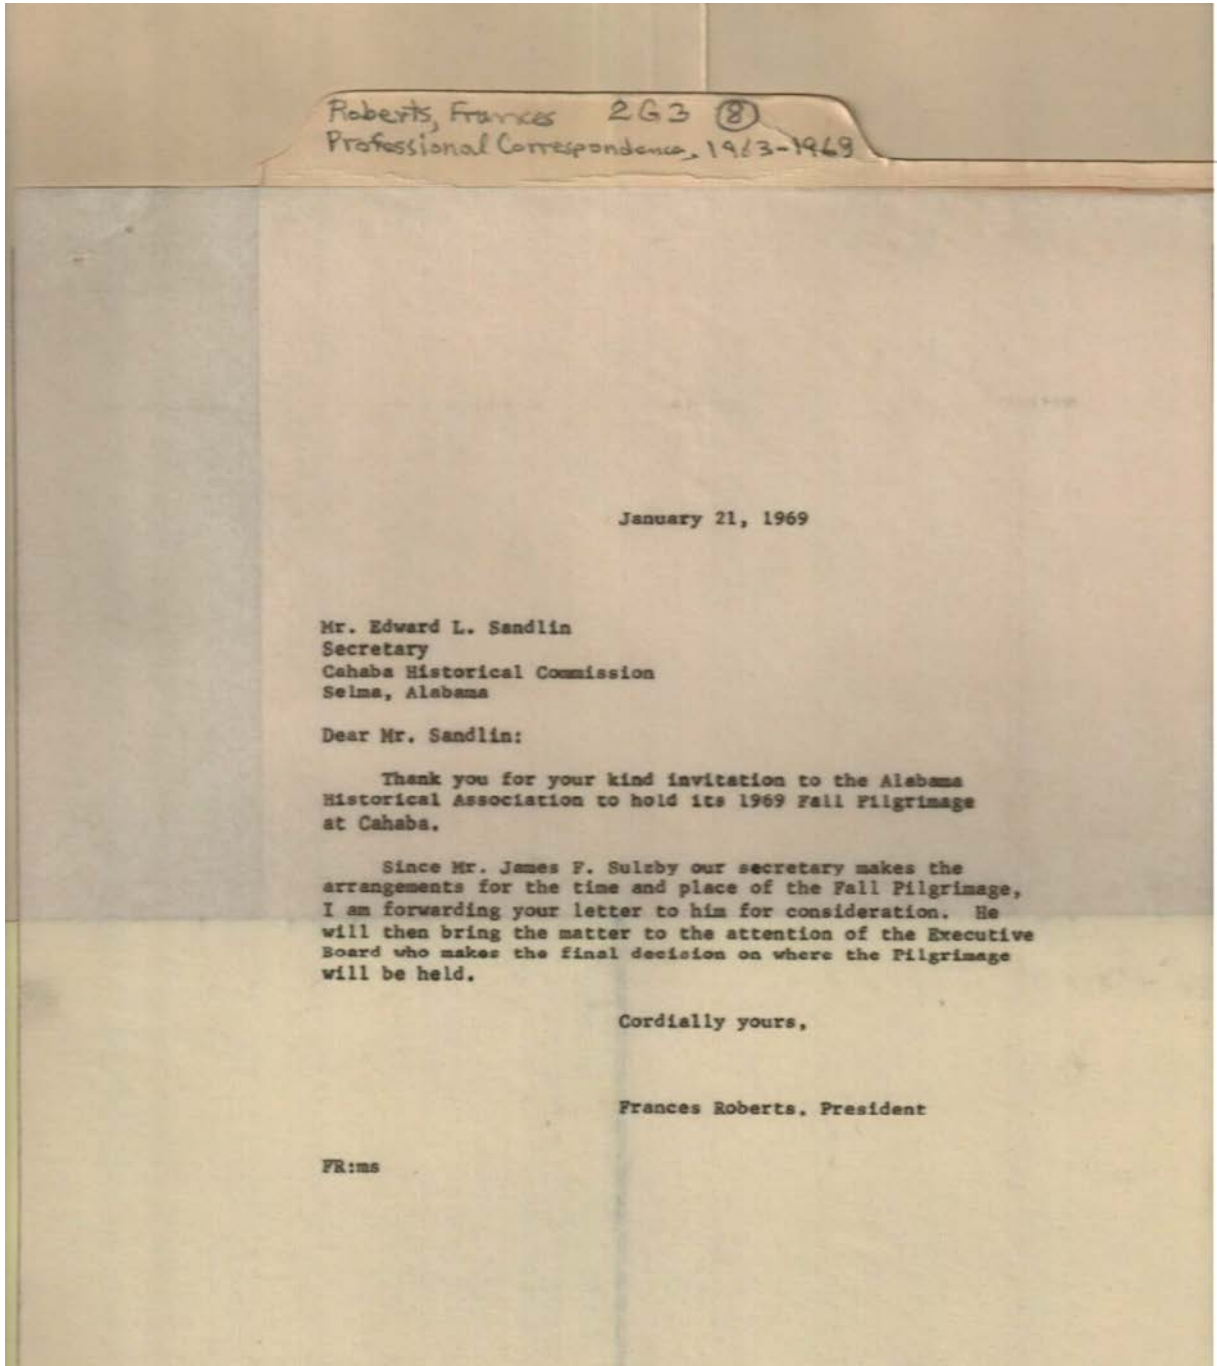 Roberts, Frances 2G3 8
Professional Correspondence, 1963-1969
January 21, 1969
Mr. Edward L. Sandlin
Secretary
Cahaba Historical Commission
Selma, Alabama
Dear Mr. Sandlin:
Thank you for your kind invitation to the Alabama
Historical Association to hold its 1969 Fall Pilgrimage
at Cahaba.
Since Mr. James F. Sulzby our secretary makes the
arrangements for the time and place of the Fall Pilgrimage,
I am forwarding your letter to him for consideration. He
will then bring the matter to the attention of the Executive
Board who makes the final decision on where the Pilgrimage
will be held.
Cordially yours,
Frances Roberts, President
FR:ms